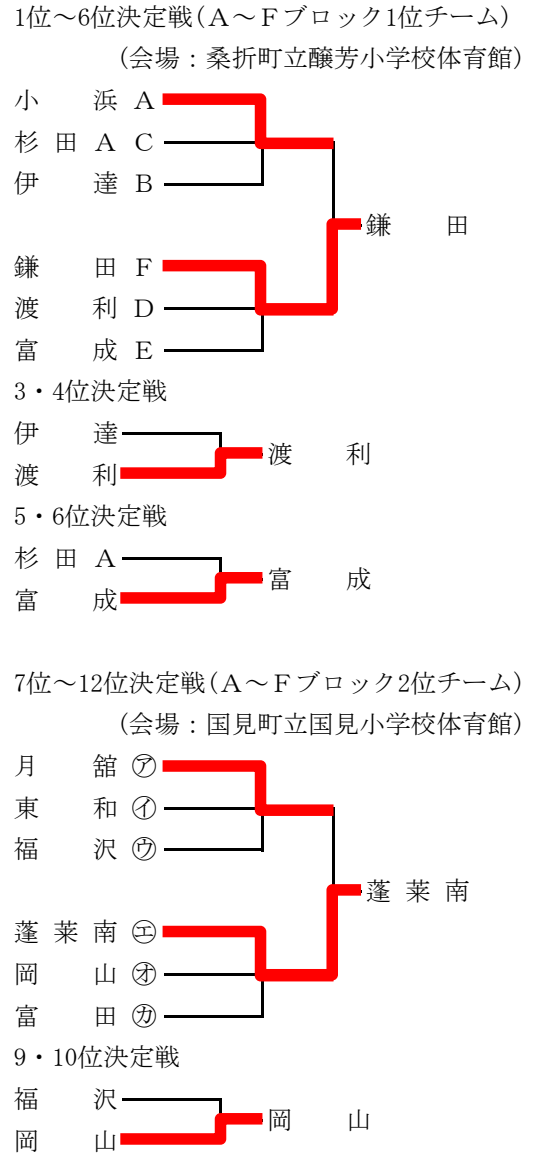 1位～6位決定戦(Ａ～Ｆブロック1位チーム)
(会場：桑折町立醸芳小学校体育館)
小　浜 A
杉 田 A C
伊　達 B
鎌　田
鎌　田 F
渡　利 D
富　成 E
3・4位決定戦
伊　達
渡　利
渡　利
5・6位決定戦
杉 田 A
富　成
富　成
7位～12位決定戦(Ａ～Ｆブロック2位チーム)
(会場：国見町立国見小学校体育館)
月　舘 ㋐
東　和 ㋑
福　沢 ㋒
蓬 莱 南
蓬 莱 南 ㋓
岡　山 ㋔
富　田 ㋕
9・10位決定戦
福　沢
岡　山
岡　山